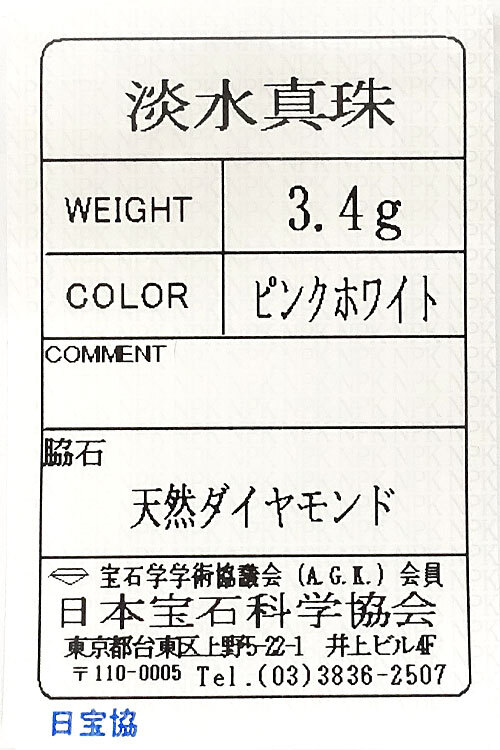 淡水真珠
WEIGHT 3.4g
COLOR ピンクホワイト
COMMENT
脇石
天然ダイヤモンド
宝石学学術協議会 (A.G.K.) 会員
日本宝石科学協会
東京都台東区上野5-22-1 井上ビル4F
〒110-0005 Tel.(03)3836-2507
日宝協